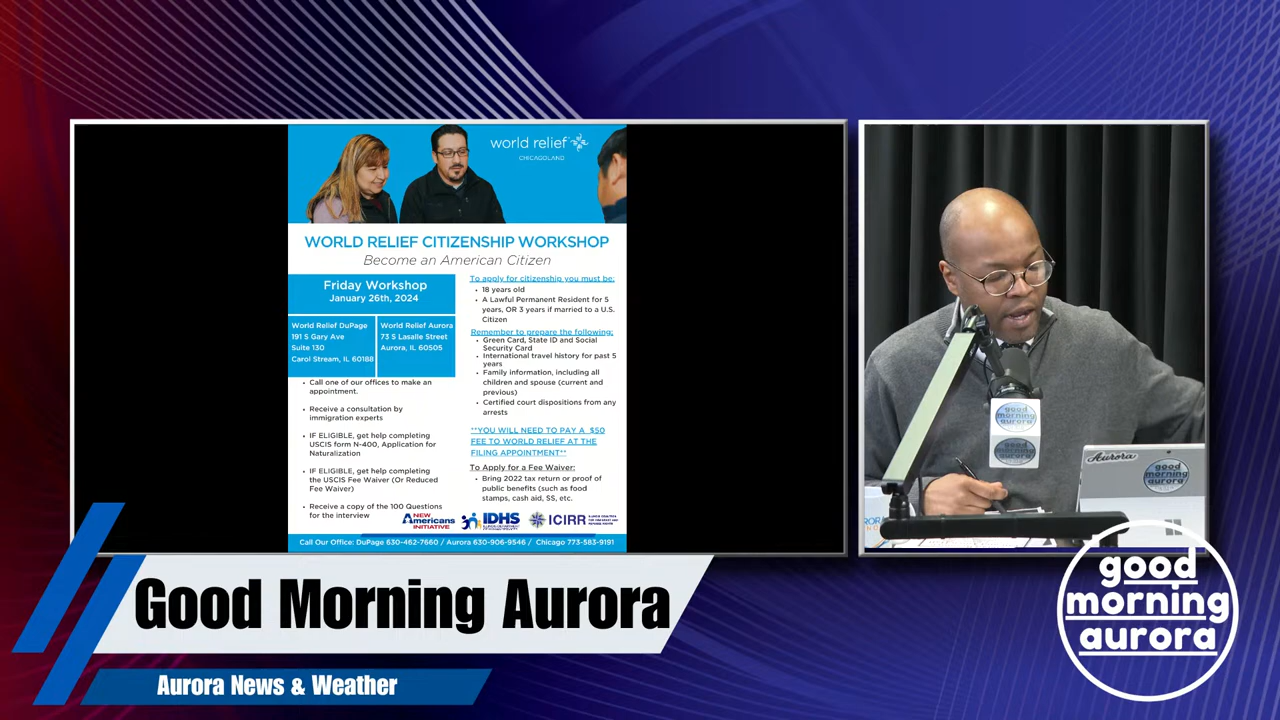 world relief
CHICAGOLAND
WORLD RELIEF CITIZENSHIP WORKSHOP
Become an American Citizen
Friday Workshop
January 26th, 2024
World Relief DuPage
191 S Gary Ave
Suite 130
Carol Stream, IL 60188
World Relief Aurora
73 S Lasalle Street
Aurora, IL 60505
Call one of our offices to make an
appointment.
Receive a consultation by
immigration experts
IF ELIGIBLE, get help completing
USCIS form N-400, Application for
Naturalization
IF ELIGIBLE, get help completing
the USCIS Fee Waiver (Or Reduced
Fee Waiver)
Receive a copy of the 100 Questions
for the interview
To apply for citizenship you must be:
18 years old
A Lawful Permanent Resident for 5
years, OR 3 years if married to a U.S.
Citizen
Remember to prepare the following:
Green Card, State ID and Social
Security Card
International travel history for past 5
years
Family information, including all
children and spouse (current and
previous)
Certified court dispositions from any
arrests
**YOU WILL NEED TO PAY A $50
FEE TO WORLD RELIEF AT THE
FILING APPOINTMENT**
To Apply for a Fee Waiver:
Bring 2022 tax return or proof of
public benefits (such as food
stamps, cash aid, SS, etc.
NEW
Americans
INITIATIVE
IDHS
ICIRR
Call Our Office: DuPage 630-462-7660 / Aurora 630-906-9546 / Chicago 773-583-9191
good
morning
aurora
Aurora
good
morning
aurora
Good Morning Aurora
Aurora News & Weather
good
morning
aurora